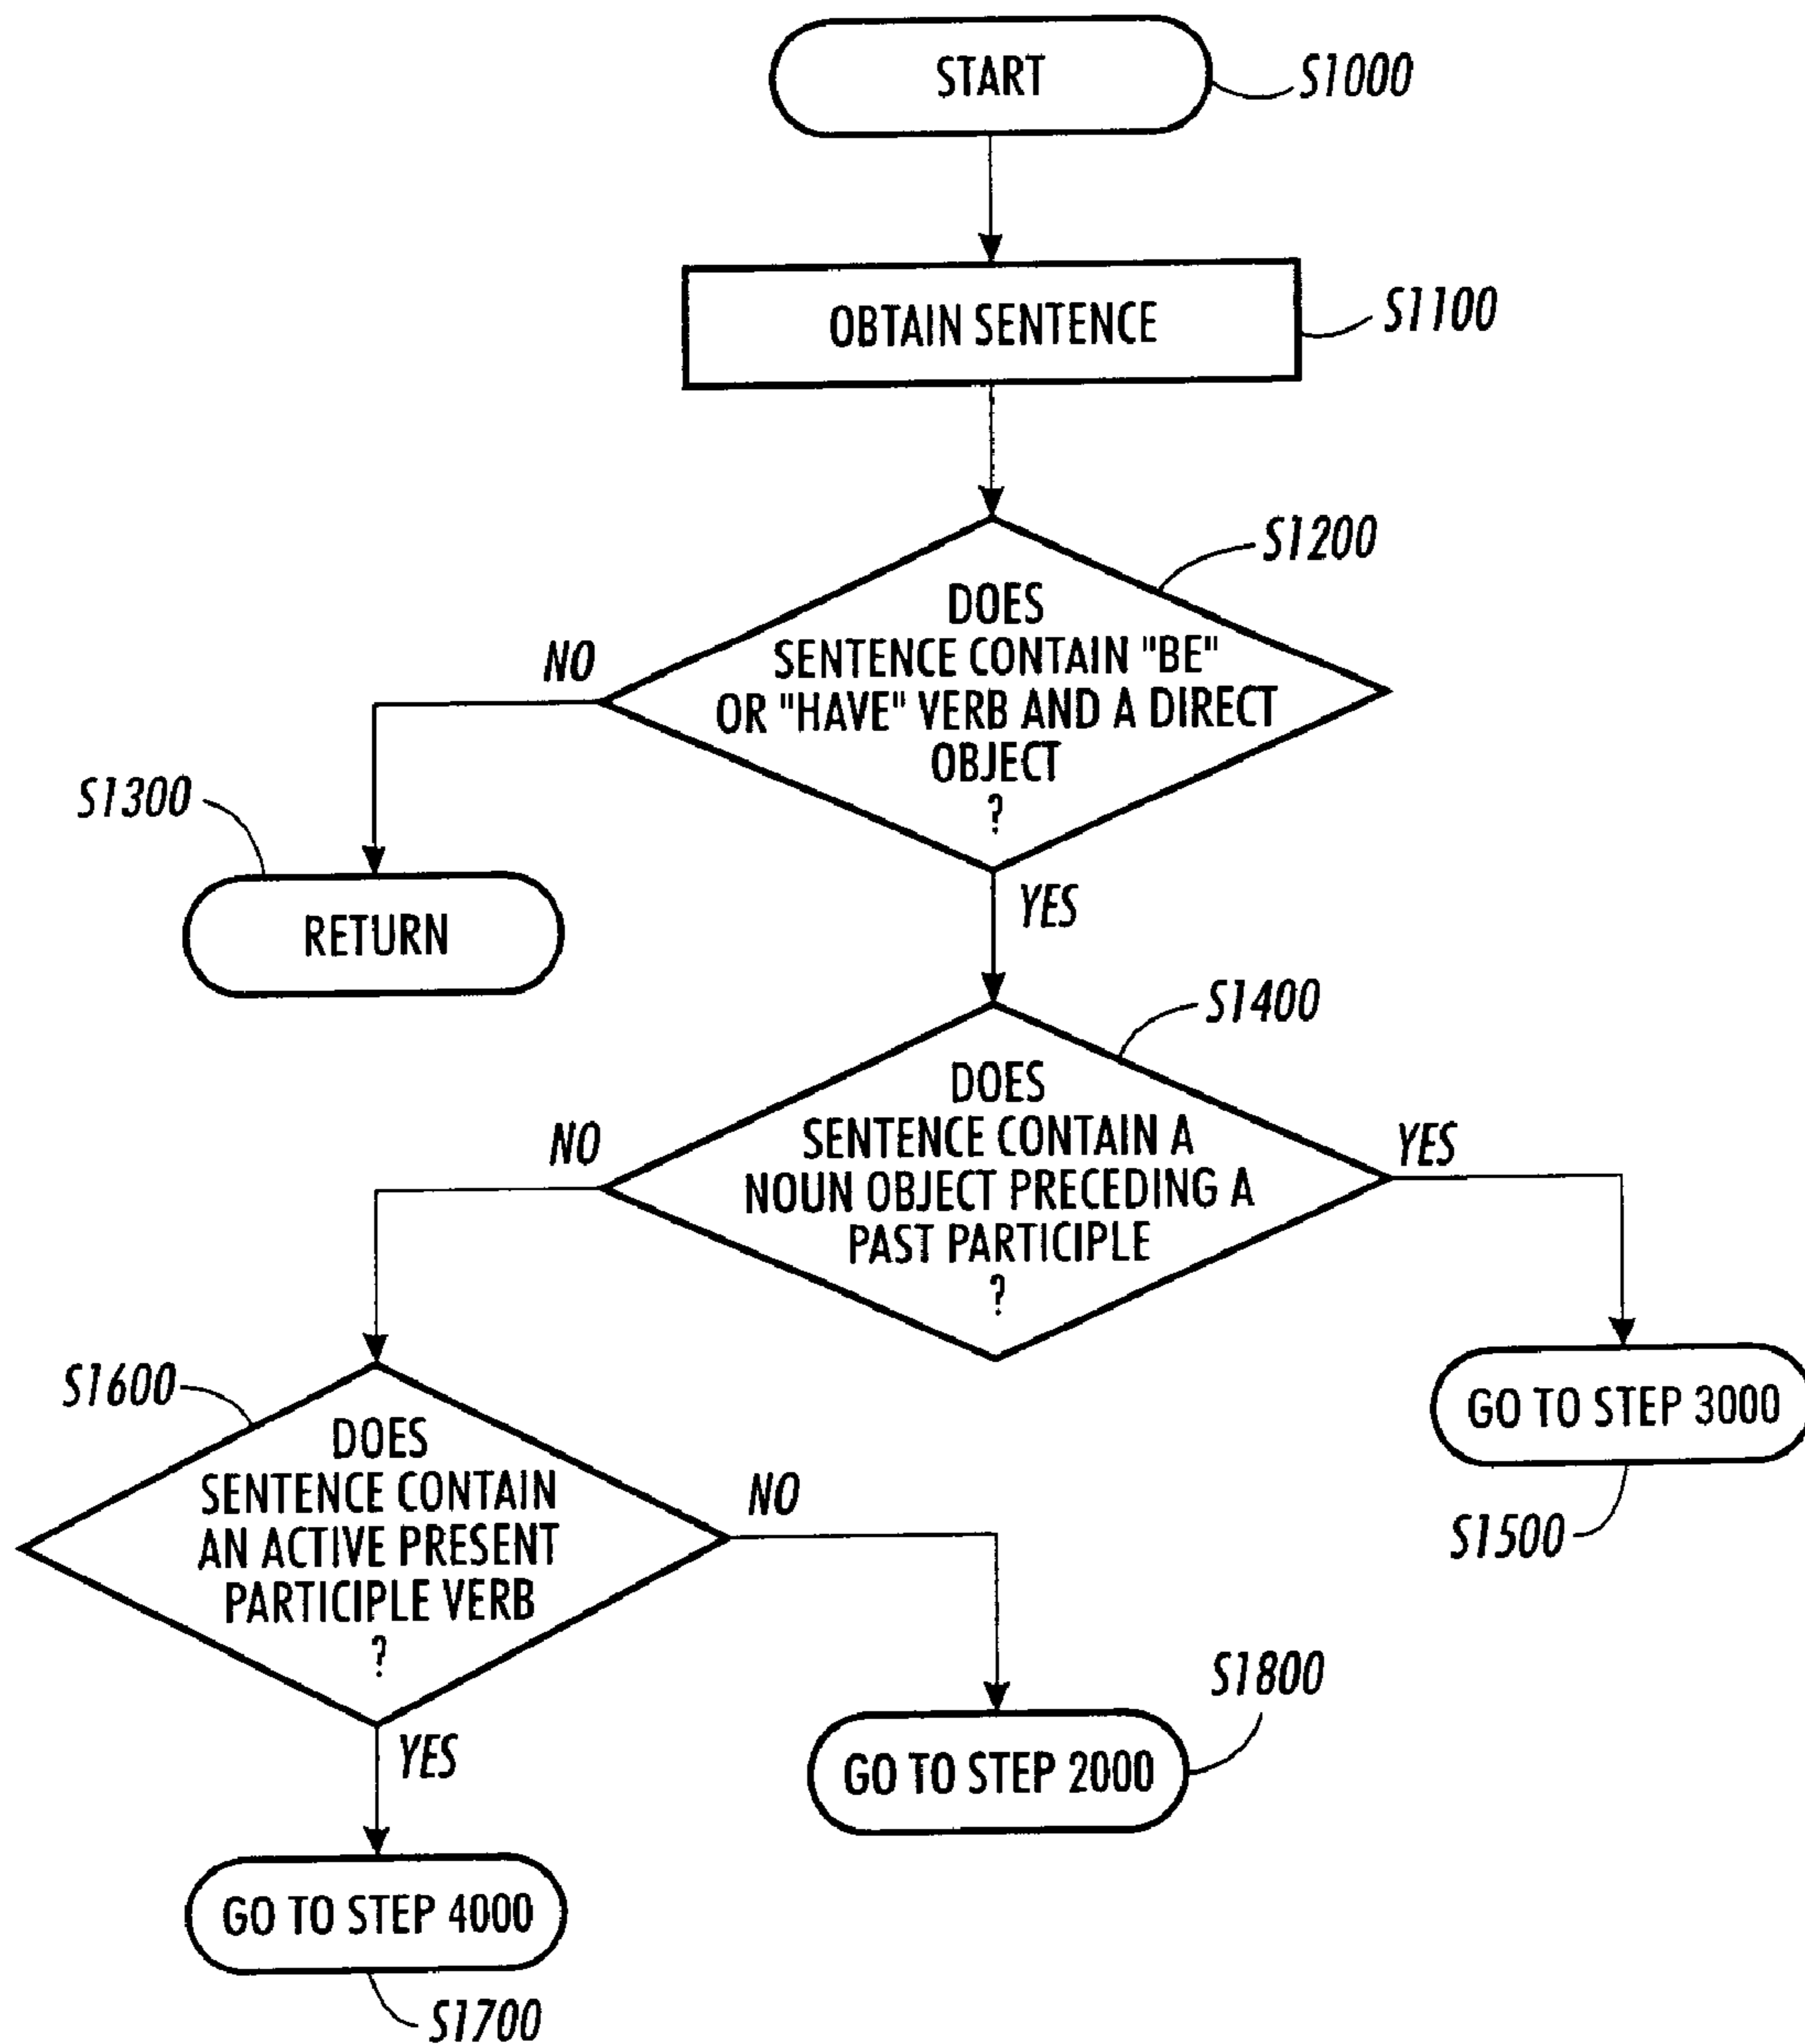 START
S1000
OBTAIN SENTENCE
S1100
S1200
DOES
SENTENCE CONTAIN "BE"
OR "HAVE" VERB AND A DIRECT
OBJECT
?
NO
S1300
RETURN
YES
S1400
DOES
SENTENCE CONTAIN A
NOUN OBJECT PRECEDING A
PAST PARTICIPLE
?
NO
YES
GO TO STEP 3000
S1500
S1600
DOES
SENTENCE CONTAIN
AN ACTIVE PRESENT
PARTICIPLE VERB
?
NO
S1800
GO TO STEP 2000
YES
GO TO STEP 4000
S1700